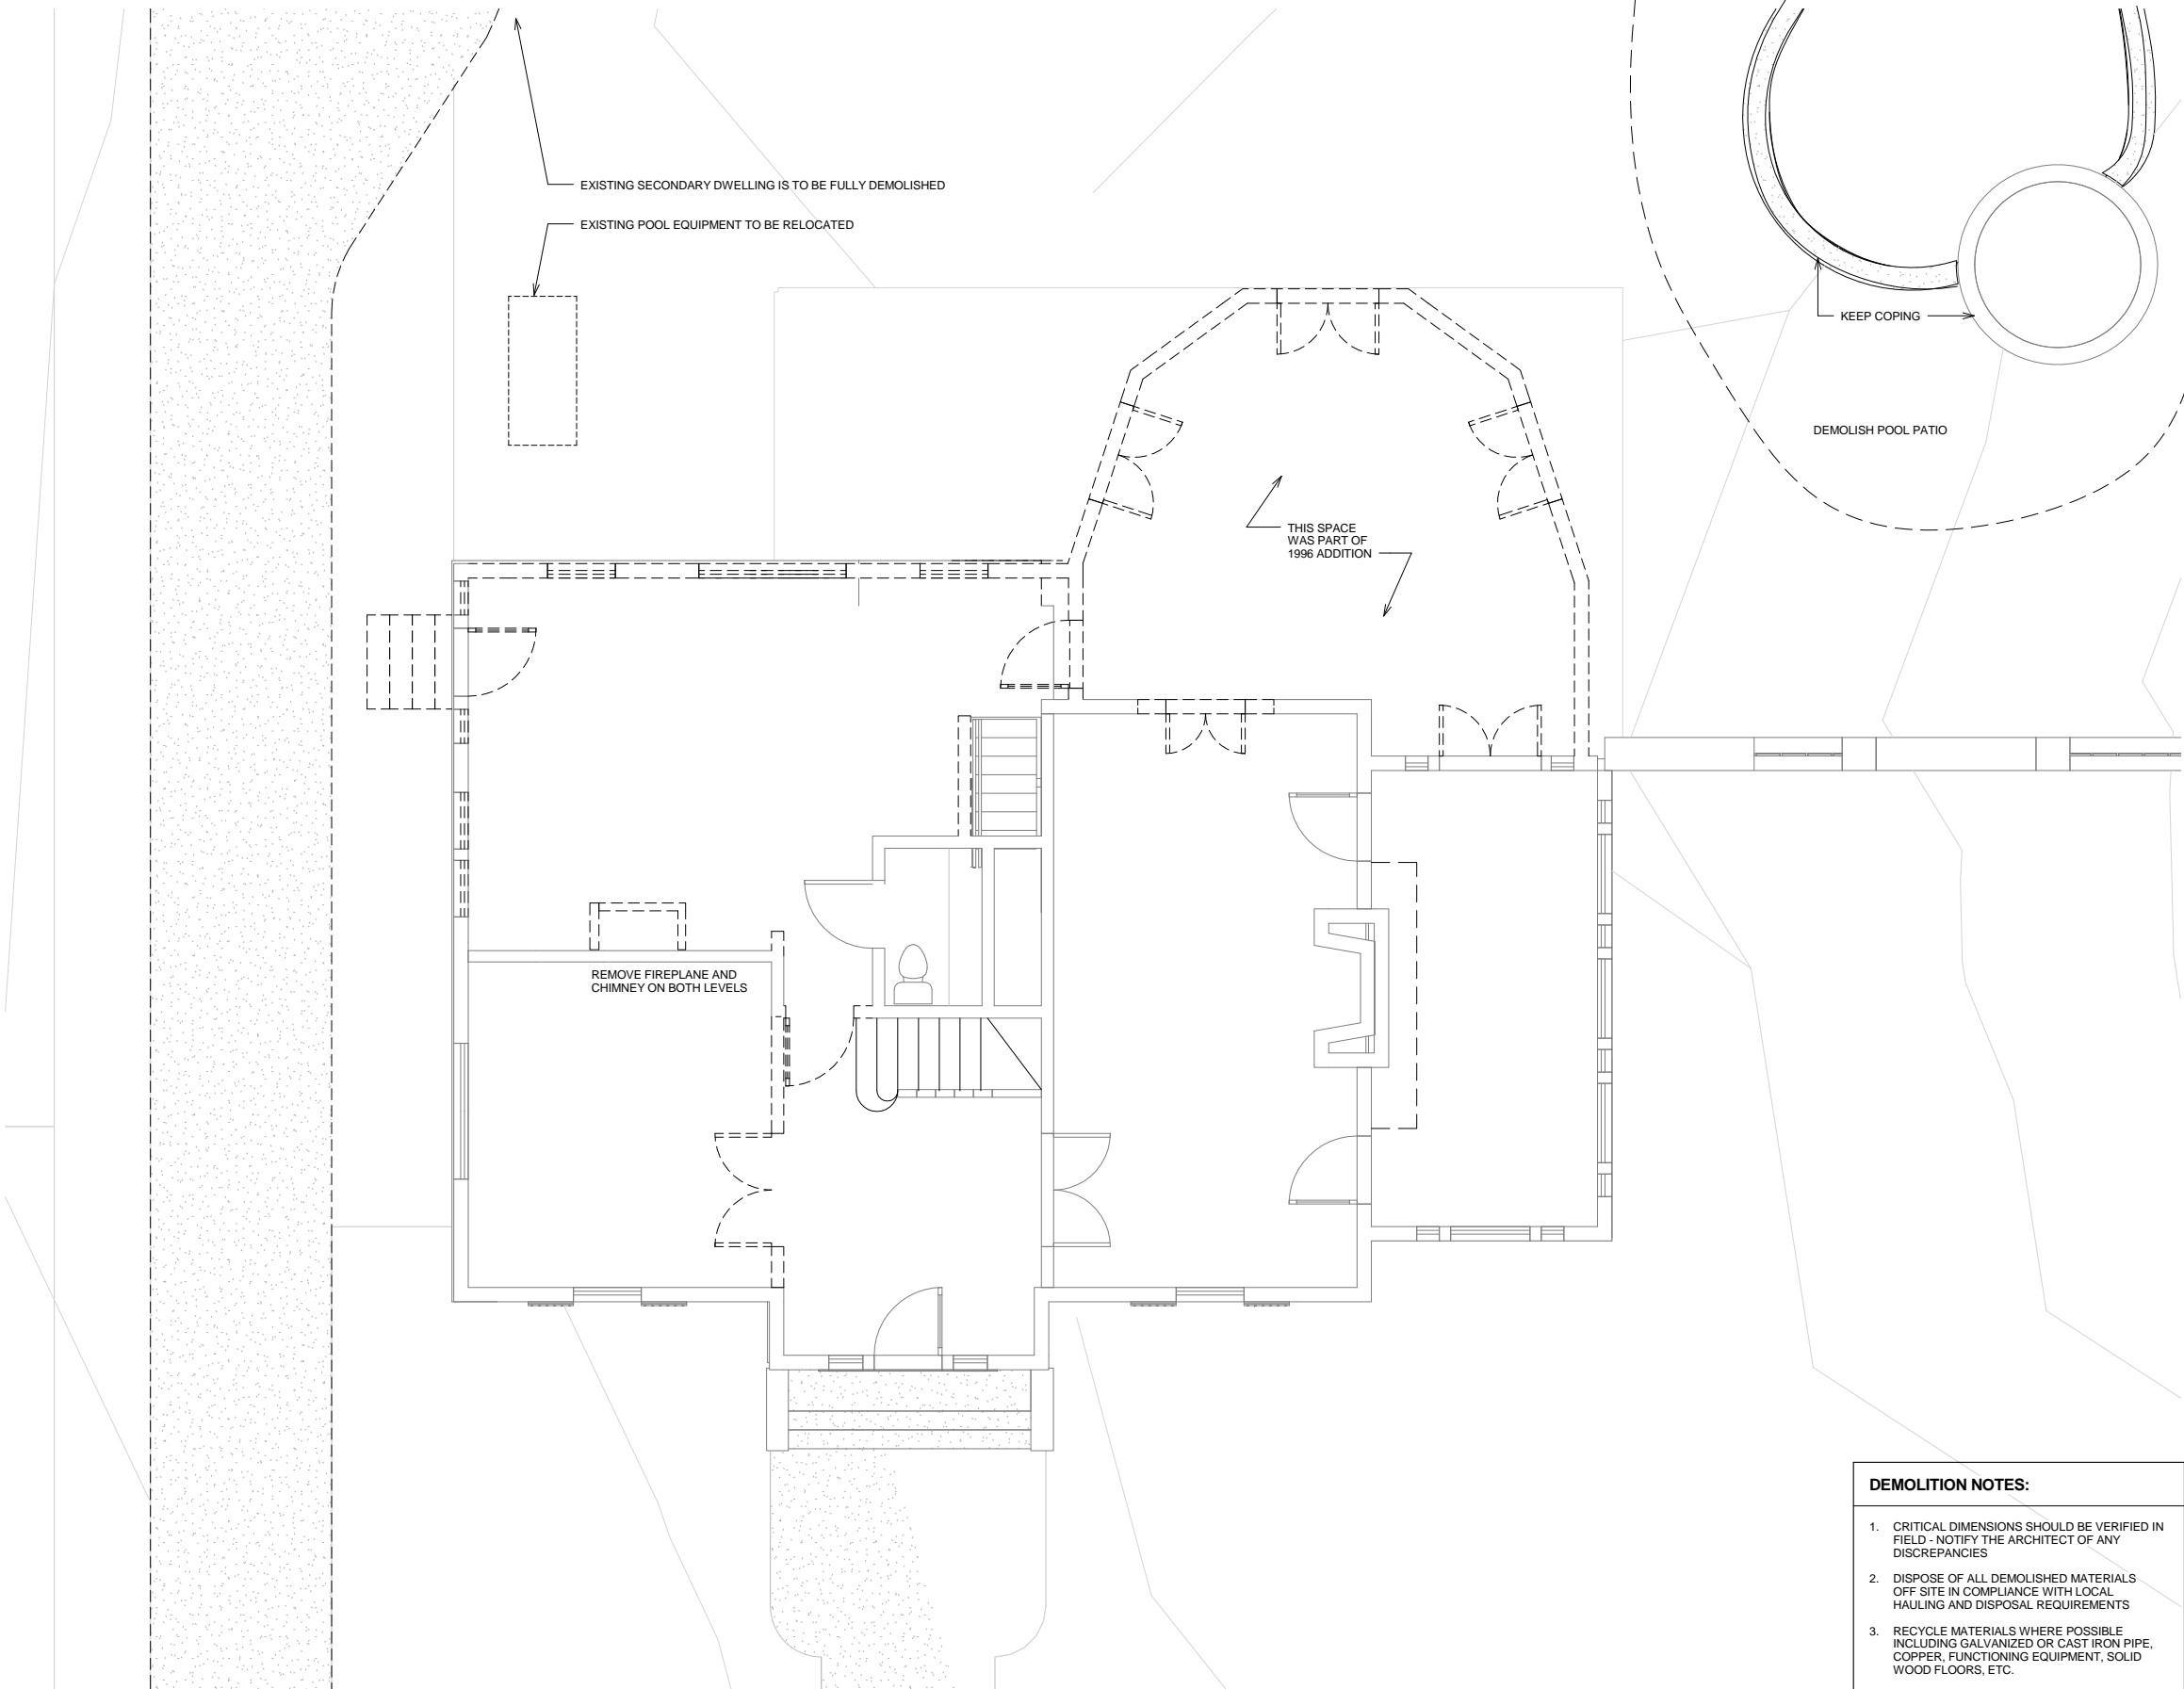 EXISTING SECONDARY DWELLING IS TO BE FULLY DEMOLISHED
EXISTING POOL EQUIPMENT TO BE RELOCATED
KEEP COPING
DEMOLISH POOL PATIO
THIS SPACE
WAS PART OF
1996 ADDITION
REMOVE FIREPLANE AND
CHIMNEY ON BOTH LEVELS
DEMOLITION NOTES:
1. CRITICAL DIMENSIONS SHOULD BE VERIFIED IN
FIELD - NOTIFY THE ARCHITECT OF ANY
DISCREPANCIES
2. DISPOSE OF ALL DEMOLISHED MATERIALS
OFF SITE IN COMPLIANCE WITH LOCAL
HAULING AND DISPOSAL REQUIREMENTS
3. RECYCLE MATERIALS WHERE POSSIBLE
INCLUDING GALVANIZED OR CAST IRON PIPE,
COPPER, FUNCTIONING EQUIPMENT, SOLID
WOOD FLOORS, ETC.